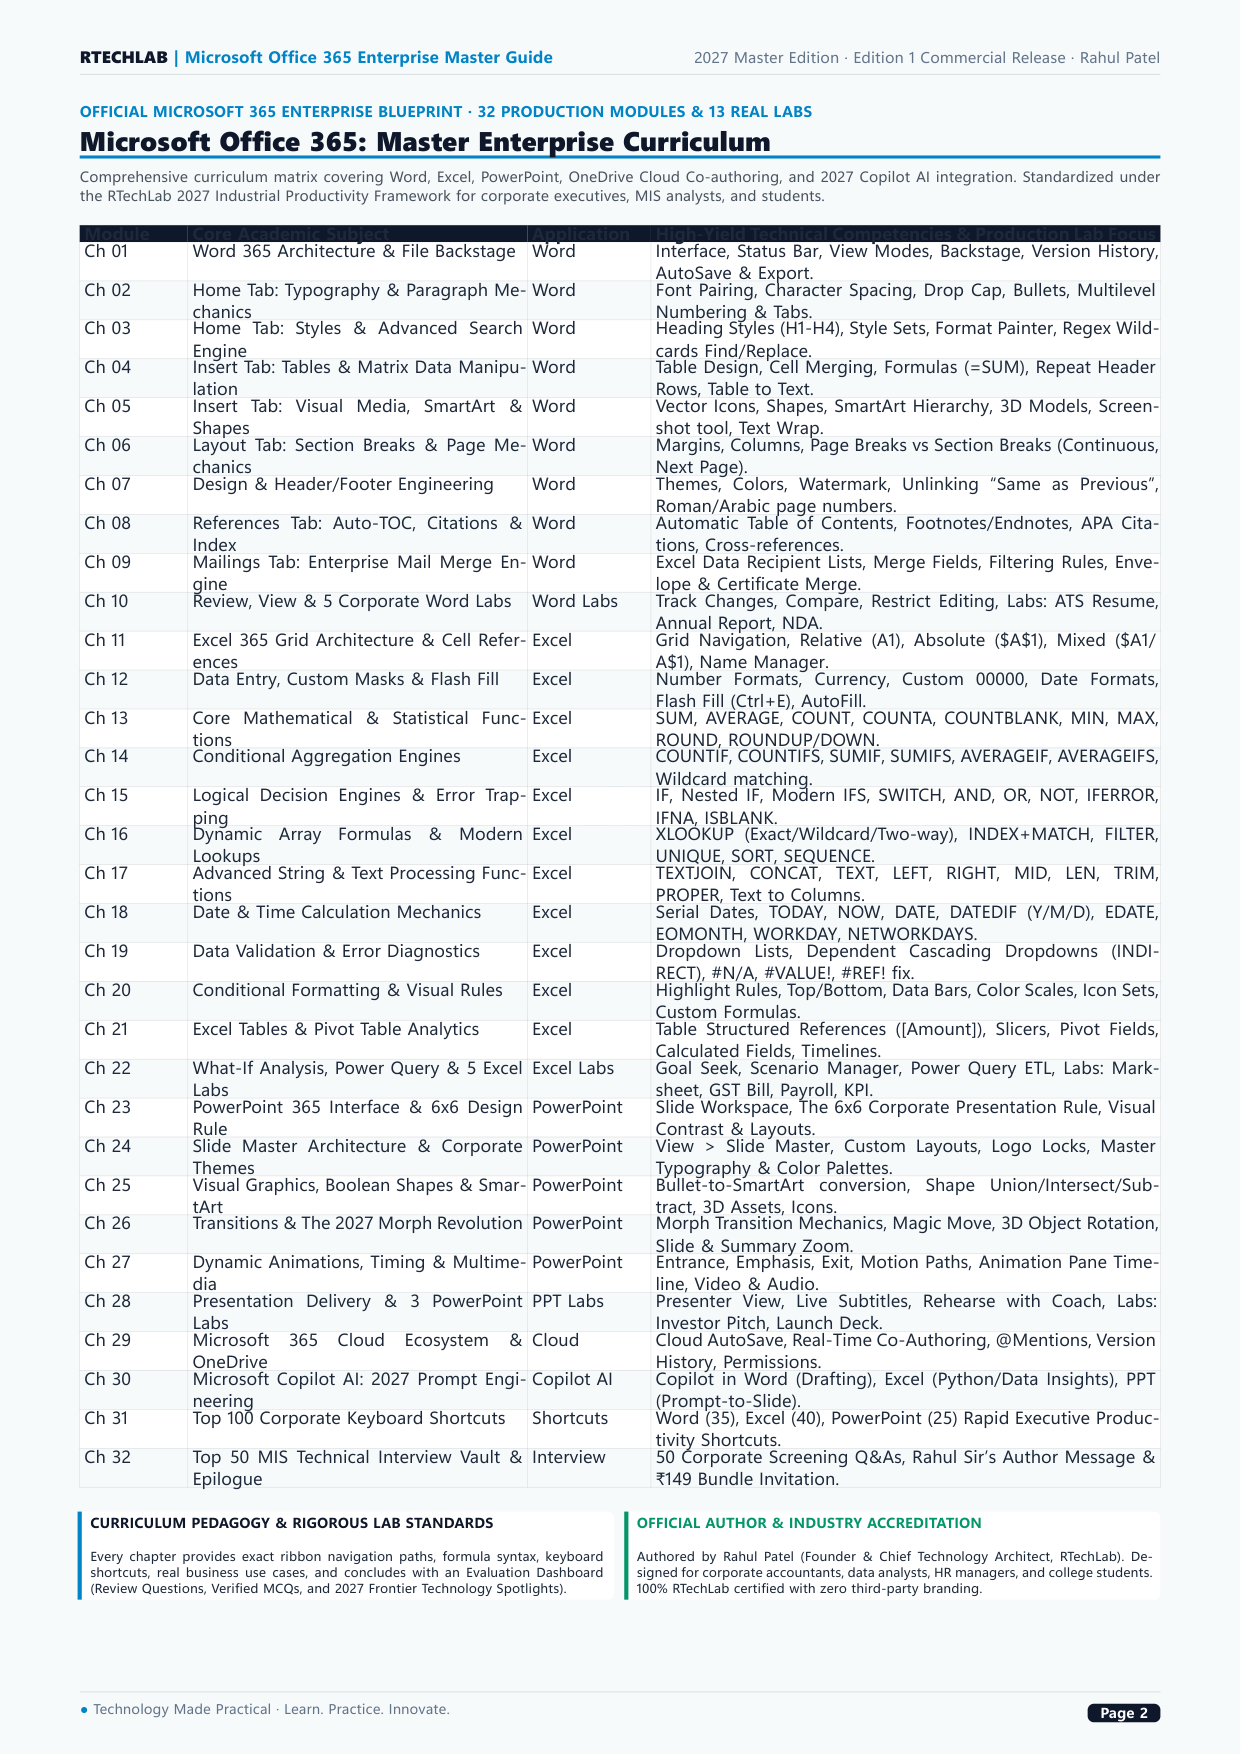 RTECHLAB | Microsoft Office 365 Enterprise Master Guide
2027 Master Edition · Edition 1 Commercial Release · Rahul Patel
OFFICIAL MICROSOFT 365 ENTERPRISE BLUEPRINT · 32 PRODUCTION MODULES & 13 REAL LABS
Microsoft Office 365: Master Enterprise Curriculum
Comprehensive curriculum matrix covering Word, Excel, PowerPoint, OneDrive Cloud Co-authoring, and 2027 Copilot AI integration. Standardized under
the RTechLab 2027 Industrial Productivity Framework for corporate executives, MIS analysts, and students.
Module Core Academic Subject Application High-Yield Technical Competencies & Production Lab Focus
Ch 01 Word 365 Architecture & File Backstage Word Interface, Status Bar, View Modes, Backstage, Version History,
AutoSave & Export.
Ch 02 Home Tab: Typography & Paragraph Me- Word Font Pairing, Character Spacing, Drop Cap, Bullets, Multilevel
chanics Numbering & Tabs.
Ch 03 Home Tab: Styles & Advanced Search Word Heading Styles (H1-H4), Style Sets, Format Painter, Regex Wild-
Engine cards Find/Replace.
Ch 04 Insert Tab: Tables & Matrix Data Manipu- Word Table Design, Cell Merging, Formulas (=SUM), Repeat Header
lation Rows, Table to Text.
Ch 05 Insert Tab: Visual Media, SmartArt & Word Vector Icons, Shapes, SmartArt Hierarchy, 3D Models, Screen-
Shapes shot tool, Text Wrap.
Ch 06 Layout Tab: Section Breaks & Page Me- Word Margins, Columns, Page Breaks vs Section Breaks (Continuous,
chanics Next Page).
Ch 07 Design & Header/Footer Engineering Word Themes, Colors, Watermark, Unlinking “Same as Previous”,
Roman/Arabic page numbers.
Ch 08 References Tab: Auto-TOC, Citations & Word Automatic Table of Contents, Footnotes/Endnotes, APA Cita-
Index tions, Cross-references.
Ch 09 Mailings Tab: Enterprise Mail Merge En- Word Excel Data Recipient Lists, Merge Fields, Filtering Rules, Enve-
gine lope & Certificate Merge.
Ch 10 Review, View & 5 Corporate Word Labs Word Labs Track Changes, Compare, Restrict Editing, Labs: ATS Resume,
Annual Report, NDA.
Ch 11 Excel 365 Grid Architecture & Cell Refer- Excel Grid Navigation, Relative (A1), Absolute ($A$1), Mixed ($A1/
ences A$1), Name Manager.
Ch 12 Data Entry, Custom Masks & Flash Fill Excel Number Formats, Currency, Custom 00000, Date Formats,
Flash Fill (Ctrl+E), AutoFill.
Ch 13 Core Mathematical & Statistical Func- Excel SUM, AVERAGE, COUNT, COUNTA, COUNTBLANK, MIN, MAX,
tions ROUND, ROUNDUP/DOWN.
Ch 14 Conditional Aggregation Engines Excel COUNTIF, COUNTIFS, SUMIF, SUMIFS, AVERAGEIF, AVERAGEIFS,
Wildcard matching.
Ch 15 Logical Decision Engines & Error Trap- Excel IF, Nested IF, Modern IFS, SWITCH, AND, OR, NOT, IFERROR,
ping IFNA, ISBLANK.
Ch 16 Dynamic Array Formulas & Modern Excel XLOOKUP (Exact/Wildcard/Two-way), INDEX+MATCH, FILTER,
Lookups UNIQUE, SORT, SEQUENCE.
Ch 17 Advanced String & Text Processing Func- Excel TEXTJOIN, CONCAT, TEXT, LEFT, RIGHT, MID, LEN, TRIM,
tions PROPER, Text to Columns.
Ch 18 Date & Time Calculation Mechanics Excel Serial Dates, TODAY, NOW, DATE, DATEDIF (Y/M/D), EDATE,
EOMONTH, WORKDAY, NETWORKDAYS.
Ch 19 Data Validation & Error Diagnostics Excel Dropdown Lists, Dependent Cascading Dropdowns (INDI-
RECT), #N/A, #VALUE!, #REF! fix.
Ch 20 Conditional Formatting & Visual Rules Excel Highlight Rules, Top/Bottom, Data Bars, Color Scales, Icon Sets,
Custom Formulas.
Ch 21 Excel Tables & Pivot Table Analytics Excel Table Structured References ([Amount]), Slicers, Pivot Fields,
Calculated Fields, Timelines.
Ch 22 What-If Analysis, Power Query & 5 Excel Excel Labs Goal Seek, Scenario Manager, Power Query ETL, Labs: Mark-
Labs sheet, GST Bill, Payroll, KPI.
Ch 23 PowerPoint 365 Interface & 6x6 Design PowerPoint Slide Workspace, The 6x6 Corporate Presentation Rule, Visual
Rule Contrast & Layouts.
Ch 24 Slide Master Architecture & Corporate PowerPoint View > Slide Master, Custom Layouts, Logo Locks, Master
Themes Typography & Color Palettes.
Ch 25 Visual Graphics, Boolean Shapes & Smar- PowerPoint Bullet-to-SmartArt conversion, Shape Union/Intersect/Sub-
tArt tract, 3D Assets, Icons.
Ch 26 Transitions & The 2027 Morph Revolution PowerPoint Morph Transition Mechanics, Magic Move, 3D Object Rotation,
Slide & Summary Zoom.
Ch 27 Dynamic Animations, Timing & Multime- PowerPoint Entrance, Emphasis, Exit, Motion Paths, Animation Pane Time-
dia line, Video & Audio.
Ch 28 Presentation Delivery & 3 PowerPoint PPT Labs Presenter View, Live Subtitles, Rehearse with Coach, Labs:
Labs Investor Pitch, Launch Deck.
Ch 29 Microsoft 365 Cloud Ecosystem & Cloud Cloud AutoSave, Real-Time Co-Authoring, @Mentions, Version
OneDrive History, Permissions.
Ch 30 Microsoft Copilot AI: 2027 Prompt Engi- Copilot AI Copilot in Word (Drafting), Excel (Python/Data Insights), PPT
neering (Prompt-to-Slide).
Ch 31 Top 100 Corporate Keyboard Shortcuts Shortcuts Word (35), Excel (40), PowerPoint (25) Rapid Executive Produc-
tivity Shortcuts.
Ch 32 Top 50 MIS Technical Interview Vault & Interview 50 Corporate Screening Q&As, Rahul Sir’s Author Message &
Epilogue ₹149 Bundle Invitation.
CURRICULUM PEDAGOGY & RIGOROUS LAB STANDARDS
Every chapter provides exact ribbon navigation paths, formula syntax, keyboard
shortcuts, real business use cases, and concludes with an Evaluation Dashboard
(Review Questions, Verified MCQs, and 2027 Frontier Technology Spotlights).
OFFICIAL AUTHOR & INDUSTRY ACCREDITATION
Authored by Rahul Patel (Founder & Chief Technology Architect, RTechLab). De-
signed for corporate accountants, data analysts, HR managers, and college students.
100% RTechLab certified with zero third-party branding.
● Technology Made Practical · Learn. Practice. Innovate.
Page 2